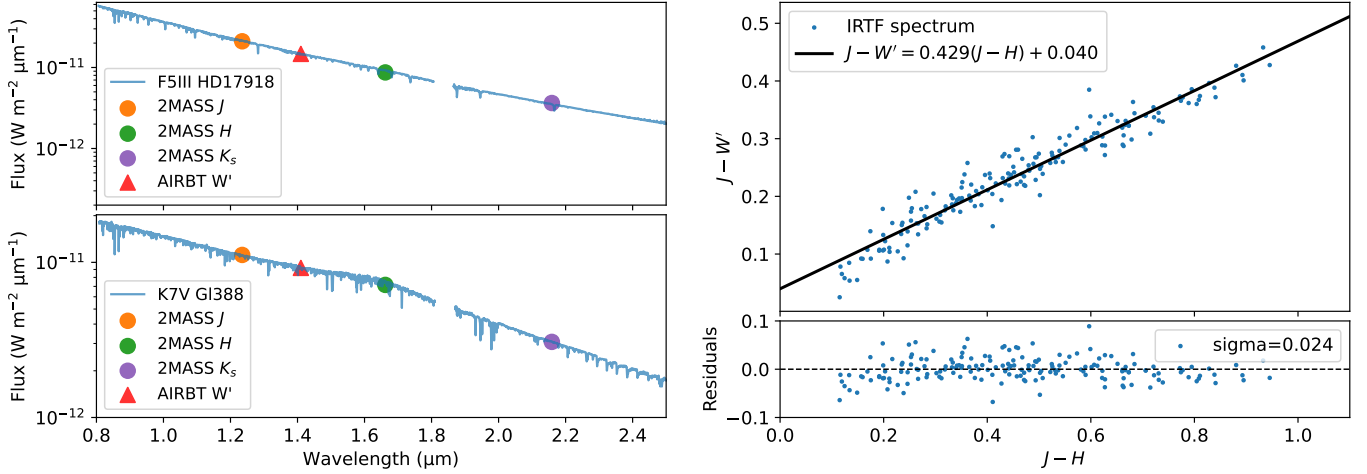 Flux (W m⁻² μm⁻¹)
10⁻¹¹
10⁻¹²
F5III HD17918
2MASS J
2MASS H
2MASS Kₛ
AIRBT W'
Flux (W m⁻² μm⁻¹)
10⁻¹¹
10⁻¹²
K7V Gl388
2MASS J
2MASS H
2MASS Kₛ
AIRBT W'
0.8 1.0 1.2 1.4 1.6 1.8 2.0 2.2 2.4
Wavelength (μm)
J − W′
0.5
0.4
0.3
0.2
0.1
IRTF spectrum
J − W′ = 0.429(J − H) + 0.040
Residuals
0.1
0.0
−0.1
sigma=0.024
0.0 0.2 0.4 0.6 0.8 1.0
J − H